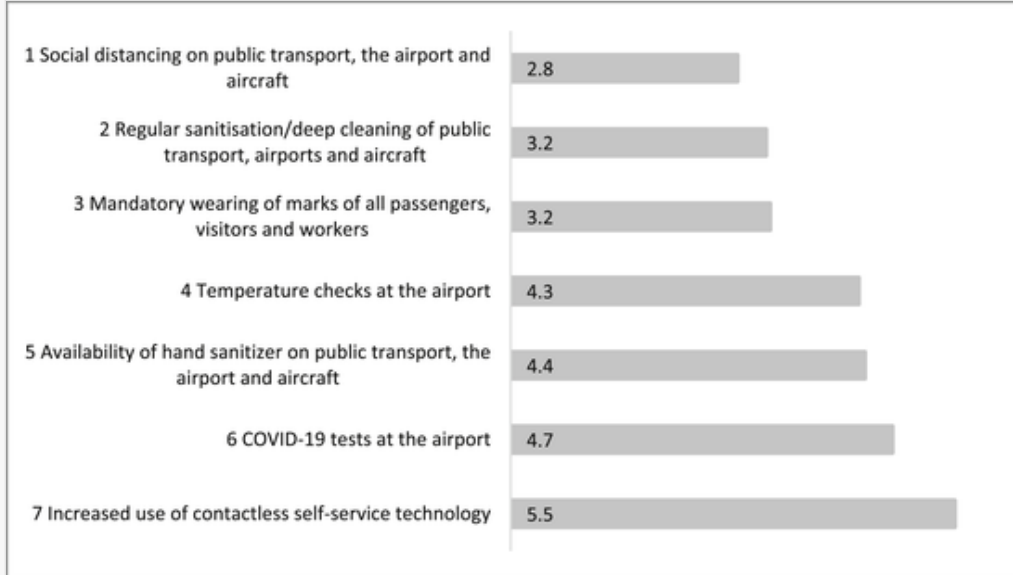 1 Social distancing on public transport, the airport and
aircraft
2.8
2 Regular sanitisation/deep cleaning of public
transport, airports and aircraft
3.2
3 Mandatory wearing of marks of all passengers,
visitors and workers
3.2
4 Temperature checks at the airport
4.3
5 Availability of hand sanitizer on public transport, the
airport and aircraft
4.4
6 COVID-19 tests at the airport
4.7
7 Increased use of contactless self-service technology
5.5